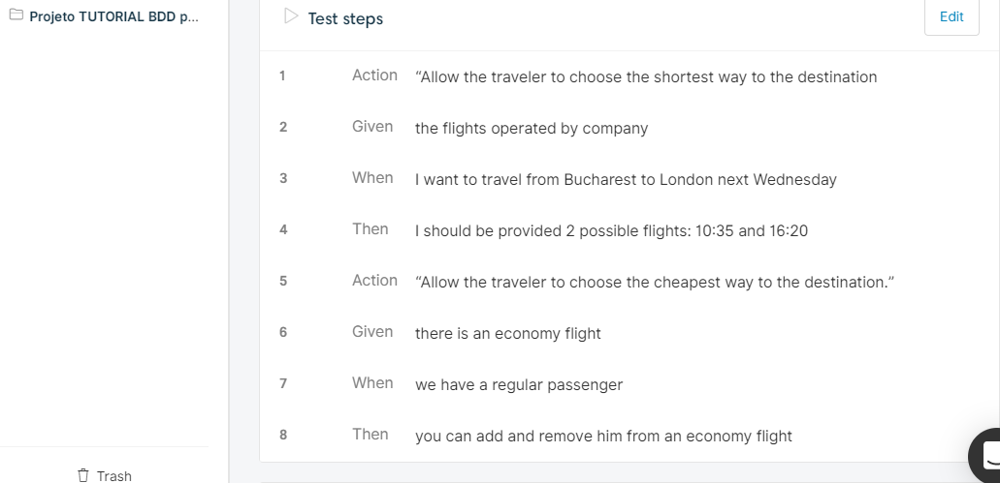 Projeto TUTORIAL BDD p...
Test steps
Edit
1 Action “Allow the traveler to choose the shortest way to the destination
2 Given the flights operated by company
3 When I want to travel from Bucharest to London next Wednesday
4 Then I should be provided 2 possible flights: 10:35 and 16:20
5 Action “Allow the traveler to choose the cheapest way to the destination.”
6 Given there is an economy flight
7 When we have a regular passenger
8 Then you can add and remove him from an economy flight
Trash